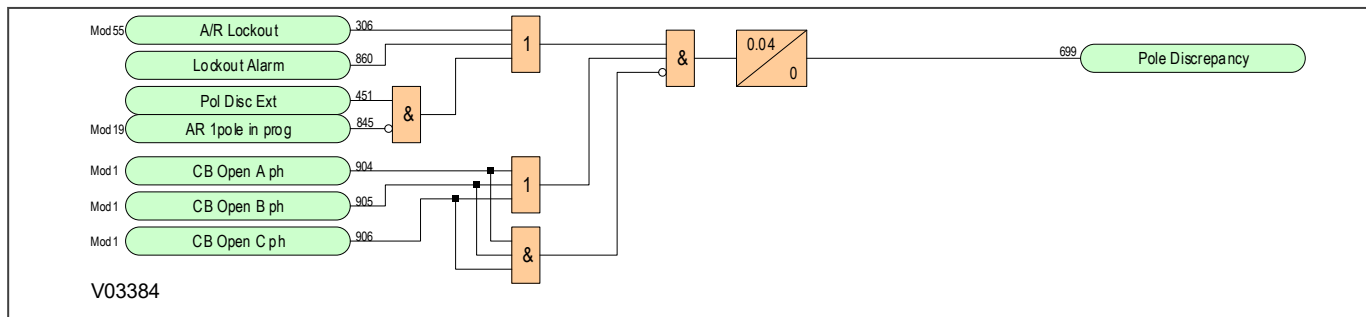 Mod 55 A/R Lockout 306
Lockout Alarm 860
Pol Disc Ext 451
Mod 19 AR 1pole in prog 845
Mod 1 CB Open A ph 904
Mod 1 CB Open B ph 905
Mod 1 CB Open C ph 906
1
&
1
&
&
0.04
0
699 Pole Discrepancy
V03384